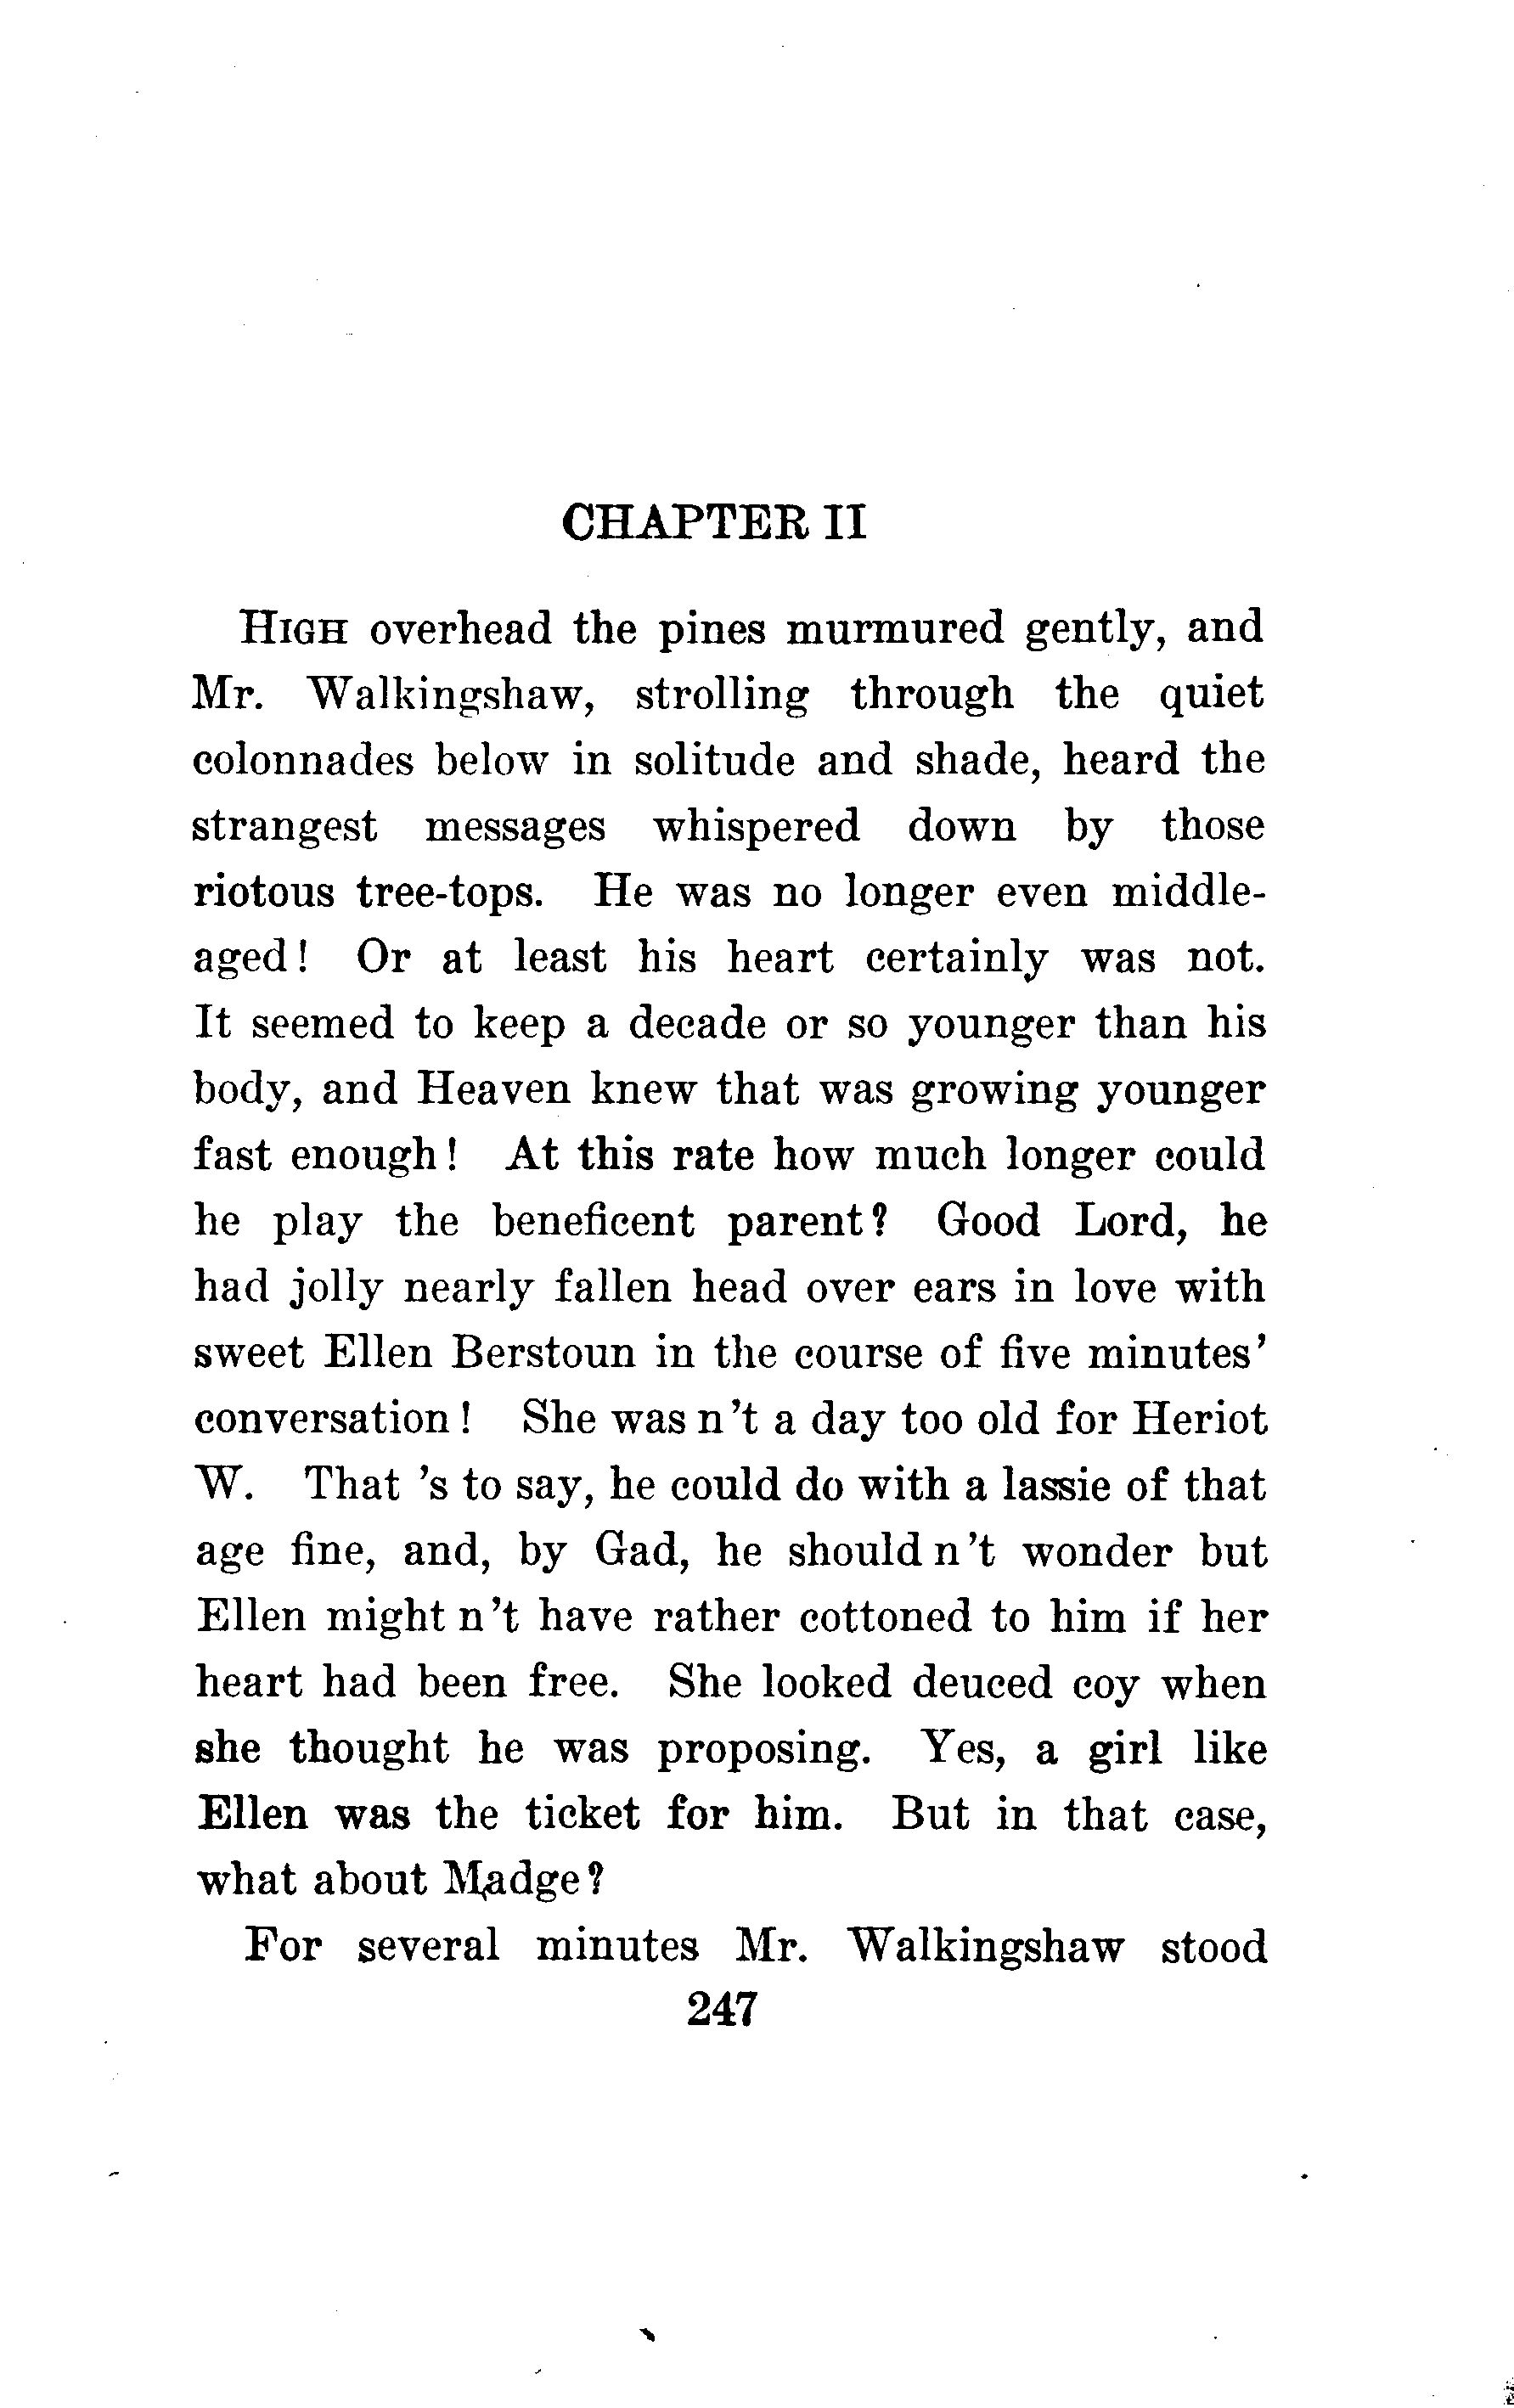 CHAPTER II
HIGH overhead the pines murmured gently, and
Mr. Walkingshaw, strolling through the quiet
colonnades below in solitude and shade, heard the
strangest messages whispered down by those
riotous tree-tops. He was no longer even middle-
aged! Or at least his heart certainly was not.
It seemed to keep a decade or so younger than his
body, and Heaven knew that was growing younger
fast enough! At this rate how much longer could
he play the beneficent parent? Good Lord, he
had jolly nearly fallen head over ears in love with
sweet Ellen Berstoun in the course of five minutes'
conversation! She was n't a day too old for Heriot
W. That 's to say, he could do with a lassie of that
age fine, and, by Gad, he should n't wonder but
Ellen might n't have rather cottoned to him if her
heart had been free. She looked deuced coy when
she thought he was proposing. Yes, a girl like
Ellen was the ticket for him. But in that case,
what about Madge?
For several minutes Mr. Walkingshaw stood
247